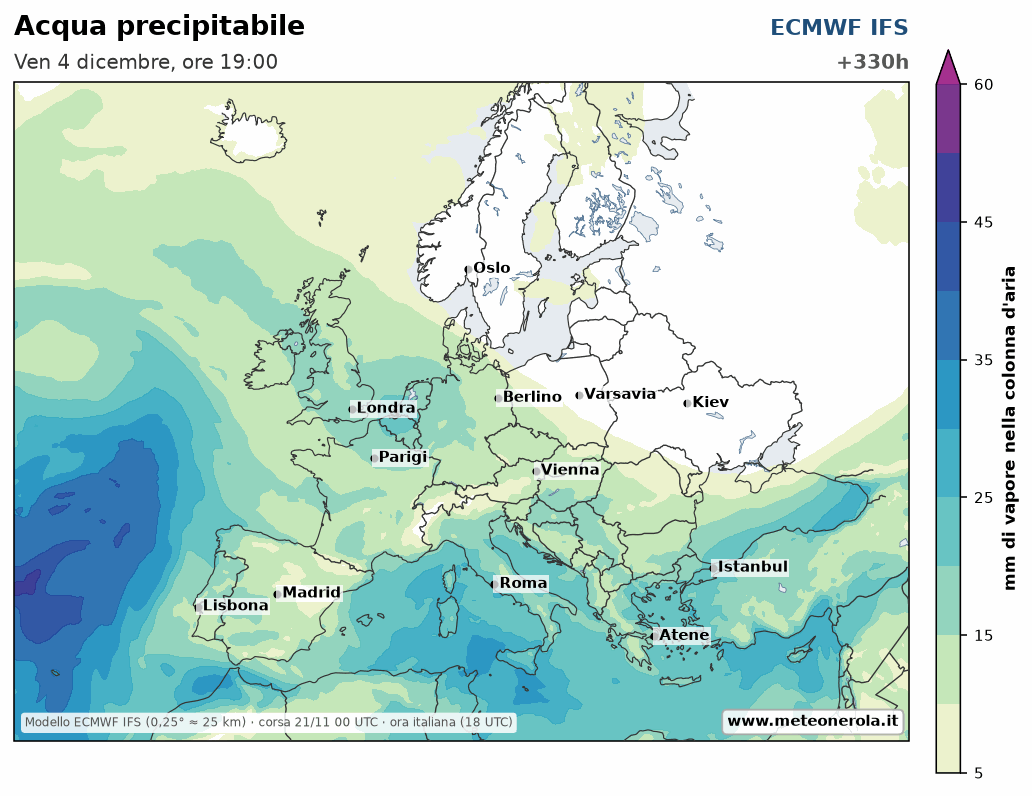 Acqua precipitabile
ECMWF IFS
Ven 4 dicembre, ore 19:00
+330h
60
45
35
25
15
5
mm di vapore nella colonna d'aria
Oslo
Berlino
Varsavia
Kiev
Londra
Parigi
Vienna
Istanbul
Roma
Madrid
Lisbona
Atene
Modello ECMWF IFS (0,25° ≈ 25 km) · corsa 21/11 00 UTC · ora italiana (18 UTC)
www.meteonerola.it